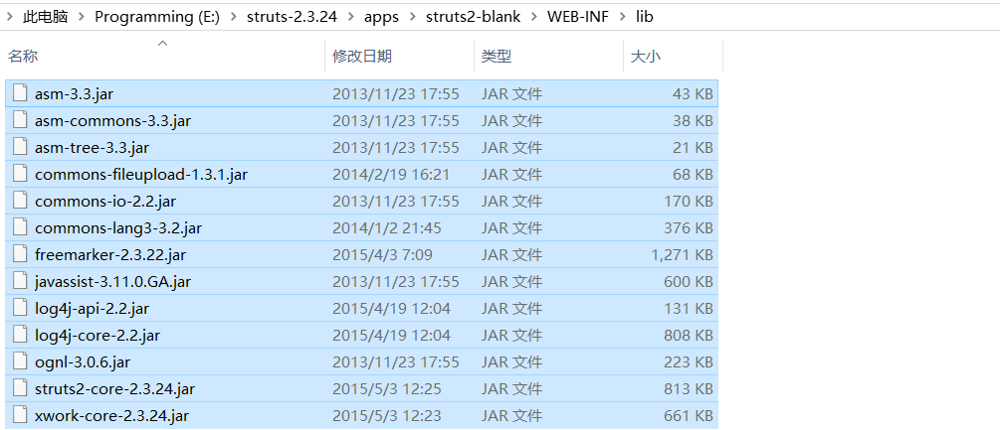 此电脑 > Programming (E:) > struts-2.3.24 > apps > struts2-blank > WEB-INF > lib
名称 修改日期 类型 大小
asm-3.3.jar 2013/11/23 17:55 JAR 文件 43 KB
asm-commons-3.3.jar 2013/11/23 17:55 JAR 文件 38 KB
asm-tree-3.3.jar 2013/11/23 17:55 JAR 文件 21 KB
commons-fileupload-1.3.1.jar 2014/2/19 16:21 JAR 文件 68 KB
commons-io-2.2.jar 2013/11/23 17:55 JAR 文件 170 KB
commons-lang3-3.2.jar 2014/1/2 21:45 JAR 文件 376 KB
freemarker-2.3.22.jar 2015/4/3 7:09 JAR 文件 1,271 KB
javassist-3.11.0.GA.jar 2013/11/23 17:55 JAR 文件 600 KB
log4j-api-2.2.jar 2015/4/19 12:04 JAR 文件 131 KB
log4j-core-2.2.jar 2015/4/19 12:04 JAR 文件 808 KB
ognl-3.0.6.jar 2013/11/23 17:55 JAR 文件 223 KB
struts2-core-2.3.24.jar 2015/5/3 12:25 JAR 文件 813 KB
xwork-core-2.3.24.jar 2015/5/3 12:23 JAR 文件 661 KB